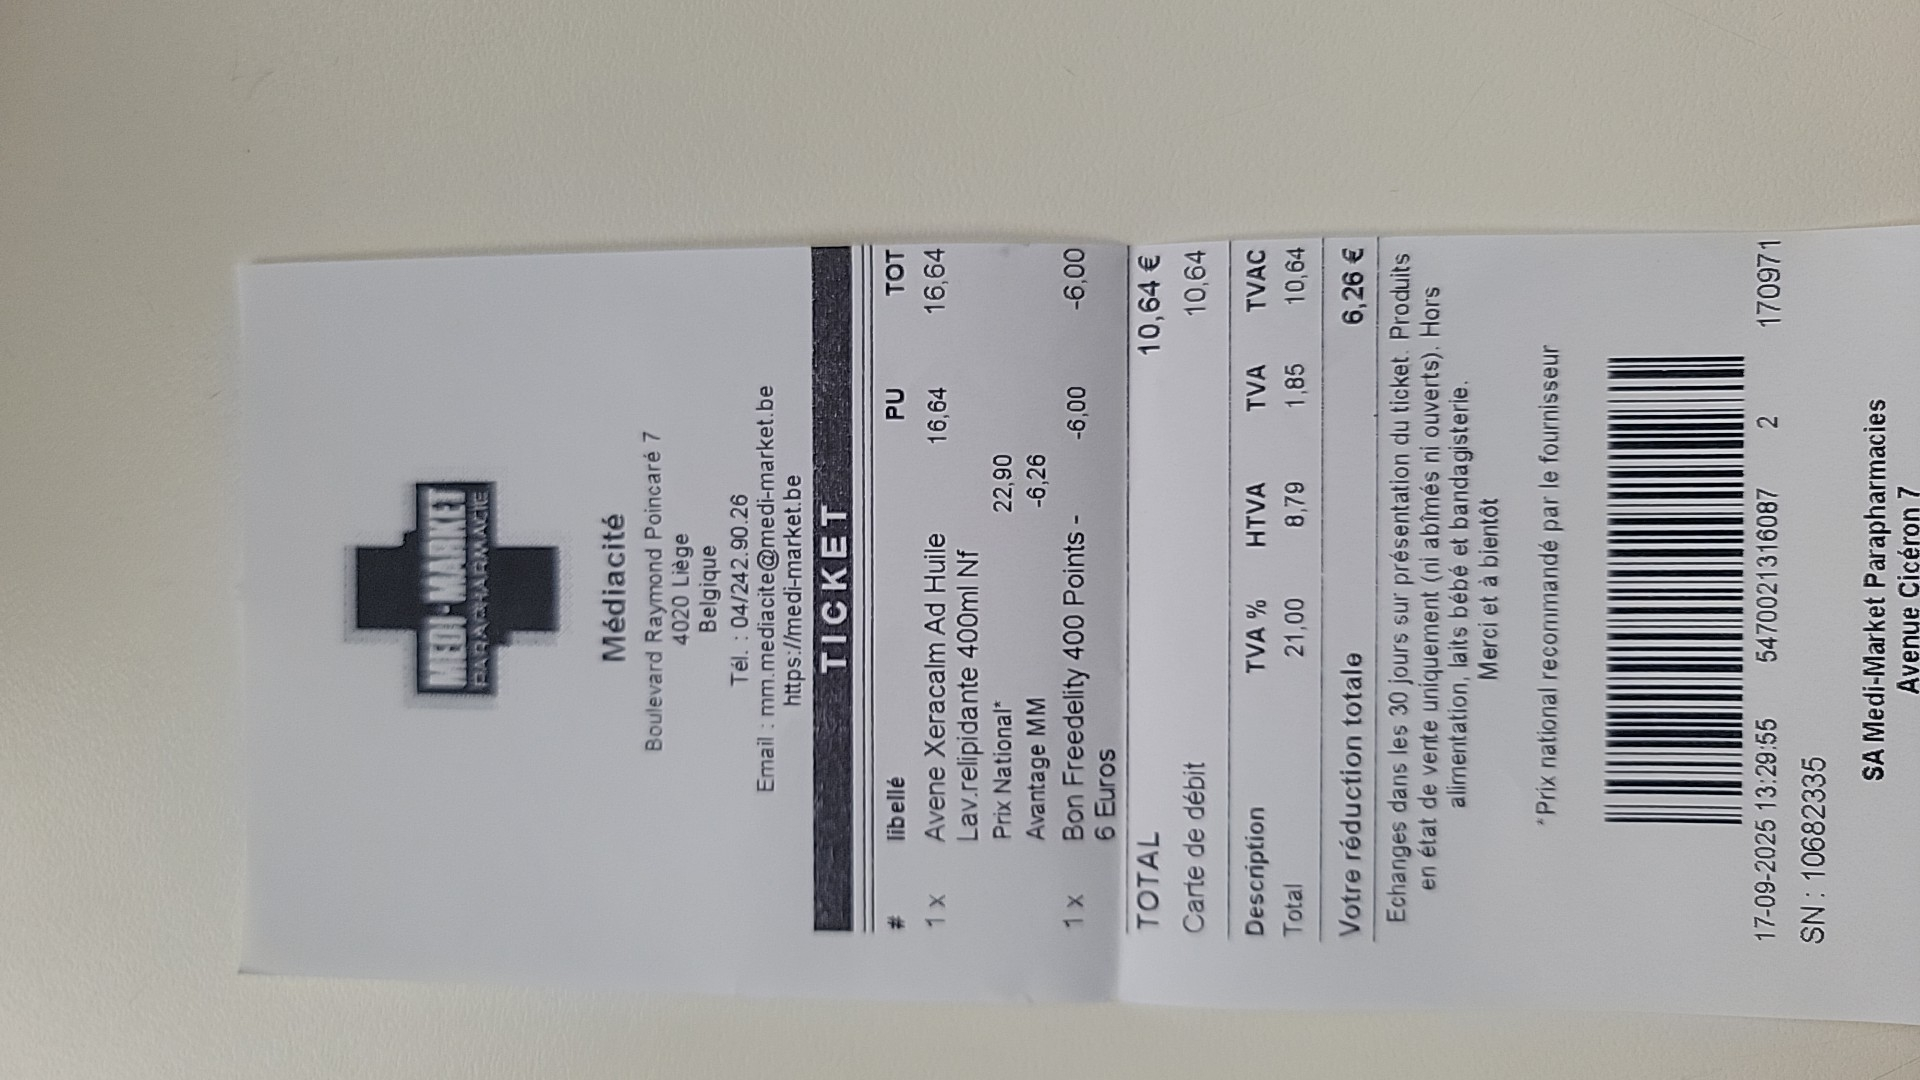 MEDI-MARKET
PARAPHARMACIE
Médiacité
Boulevard Raymond Poincaré 7
4020 Liège
Belgique
Tél. : 04/242.90.26
Email : mm.mediacite@medi-market.be
https://medi-market.be
TICKET
# libellé PU TOT
1 x Avene Xeracalm Ad Huile 16,64 16,64
Lav.relipidante 400ml Nf
Prix National* 22,90
Avantage MM -6,26
1 x Bon Freedelity 400 Points - -6,00 -6,00
6 Euros
TOTAL 10,64 €
Carte de débit 10,64
Description TVA % HTVA TVA TVAC
Total 21,00 8,79 1,85 10,64
Votre réduction totale 6,26 €
Echanges dans les 30 jours sur présentation du ticket. Produits
en état de vente uniquement (ni abîmés ni ouverts). Hors
alimentation, laits bébé et bandagisterie.
Merci et à bientôt
*Prix national recommandé par le fournisseur
17-09-2025 13:29:55 5470021316087 2 170971
SN : 10682335
SA Medi-Market Parapharmacies
Avenue Cicéron 7